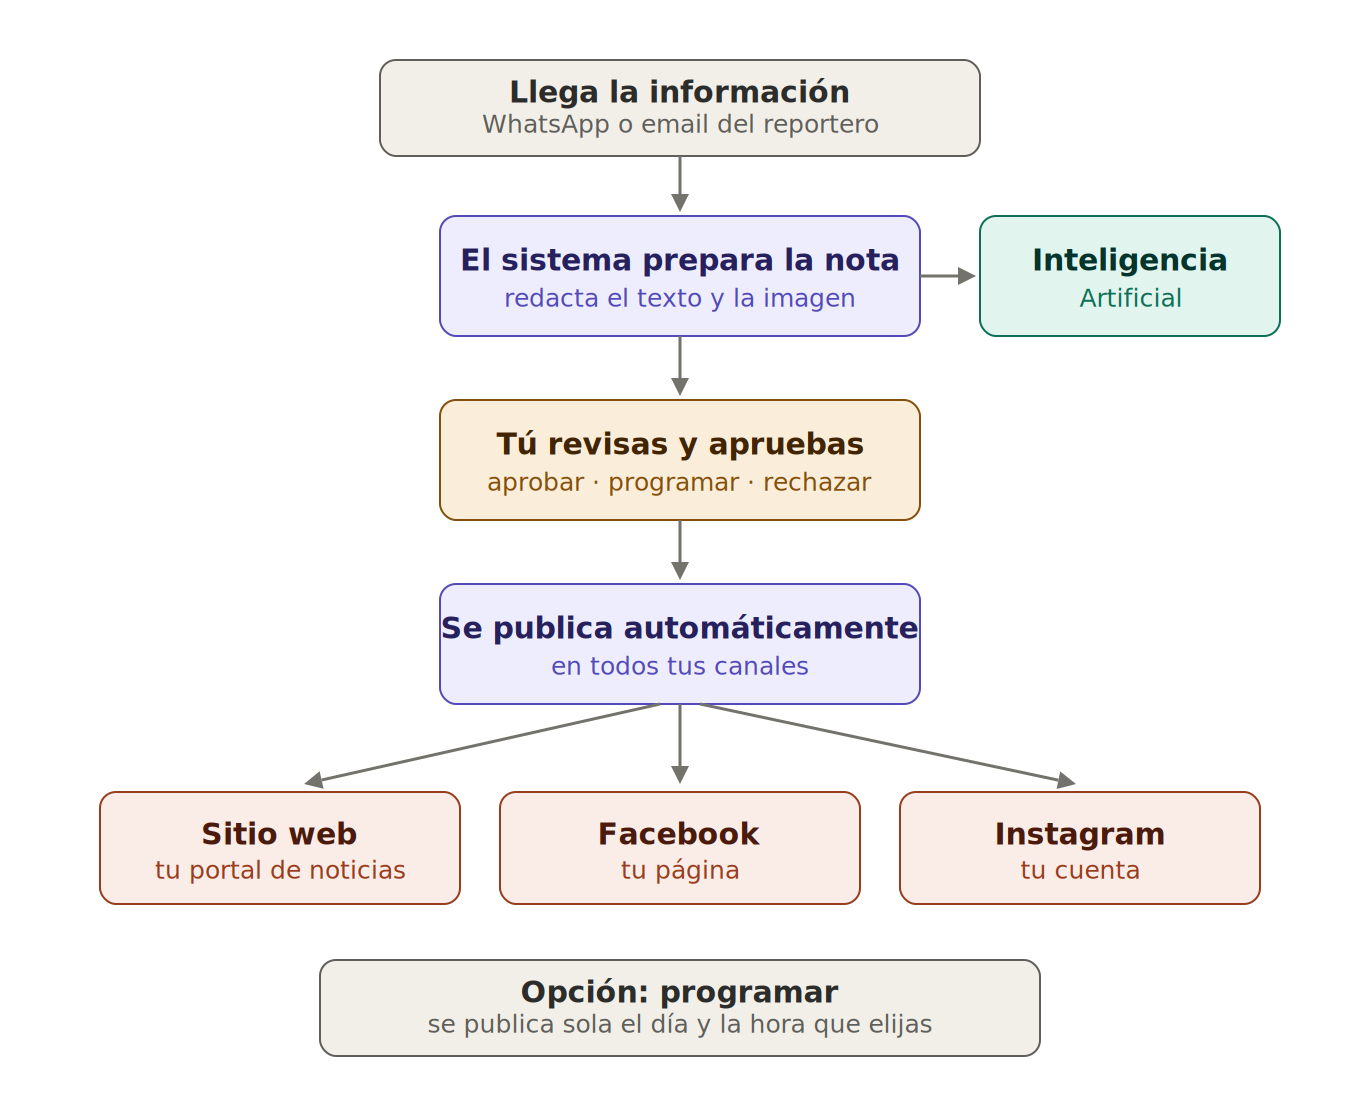 Llega la información
WhatsApp o email del reportero
El sistema prepara la nota
redacta el texto y la imagen
Inteligencia
Artificial
Tú revisas y apruebas
aprobar · programar · rechazar
Se publica automáticamente
en todos tus canales
Sitio web
tu portal de noticias
Facebook
tu página
Instagram
tu cuenta
Opción: programar
se publica sola el día y la hora que elijas